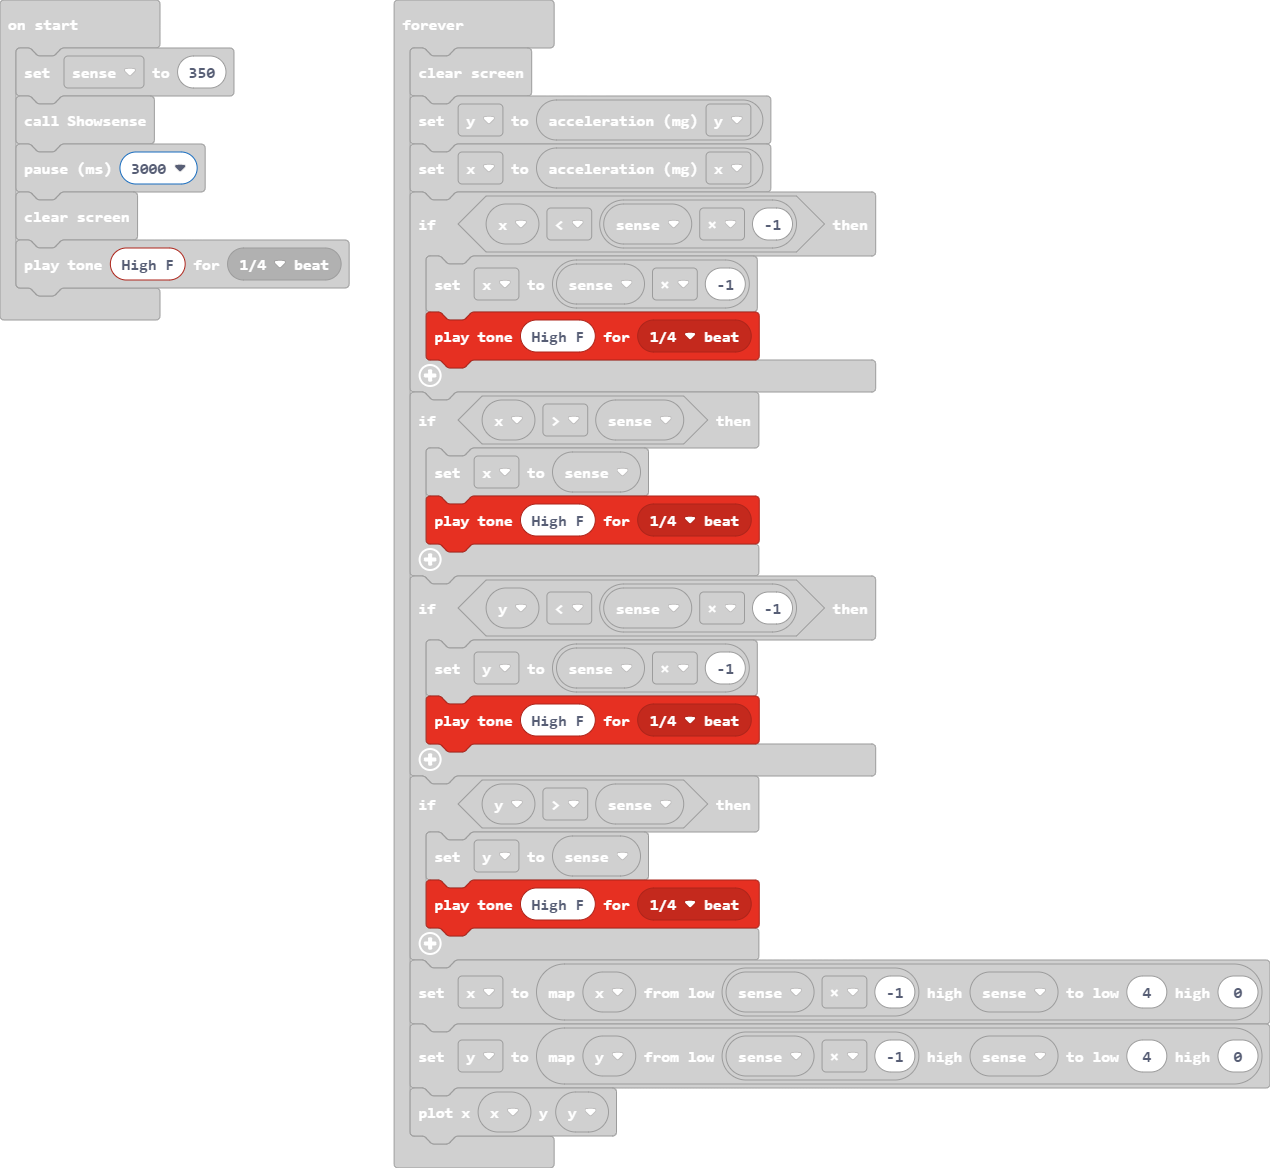 on start
set sense to 350
call Showsense
pause (ms) 3000
clear screen
play tone High F for 1/4 beat
forever
clear screen
set y to acceleration (mg) y
set x to acceleration (mg) x
if x < sense × -1 then
set x to sense × -1
play tone High F for 1/4 beat
if x > sense then
set x to sense
play tone High F for 1/4 beat
if y < sense × -1 then
set y to sense × -1
play tone High F for 1/4 beat
if y > sense then
set y to sense
play tone High F for 1/4 beat
set x to map x from low sense × -1 high sense to low 4 high 0
set y to map y from low sense × -1 high sense to low 4 high 0
plot x x y y